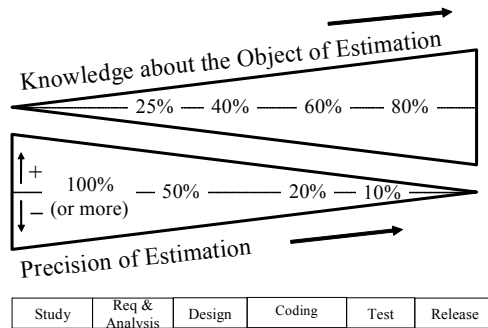 Knowledge about the Object of Estimation
25% 40% 60% 80%
+
100% 50% 20% 10%
– (or more)
Precision of Estimation
Study Req & Analysis Design Coding Test Release